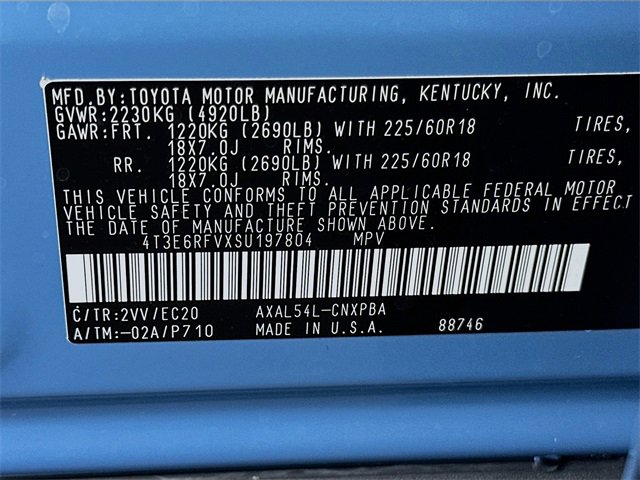 MFD.BY:TOYOTA MOTOR MANUFACTURING, KENTUCKY, INC.
GVWR:2230KG (4920LB)
GAWR:FRT. 1220KG (2690LB) WITH 225/60R18 TIRES,
18X7.0J RIMS.
RR. 1220KG (2690LB) WITH 225/60R18 TIRES,
18X7.0J RIMS.
THIS VEHICLE CONFORMS TO ALL APPLICABLE FEDERAL MOTOR
VEHICLE SAFETY AND THEFT PREVENTION STANDARDS IN EFFECT
THE DATE OF MANUFACTURE SHOWN ABOVE.
4T3E6RFVXSU197804 MPV
C/TR:2VV/EC20 AXAL54L-CNXPBA
A/TM:-02A/P710 MADE IN U.S.A. 88746